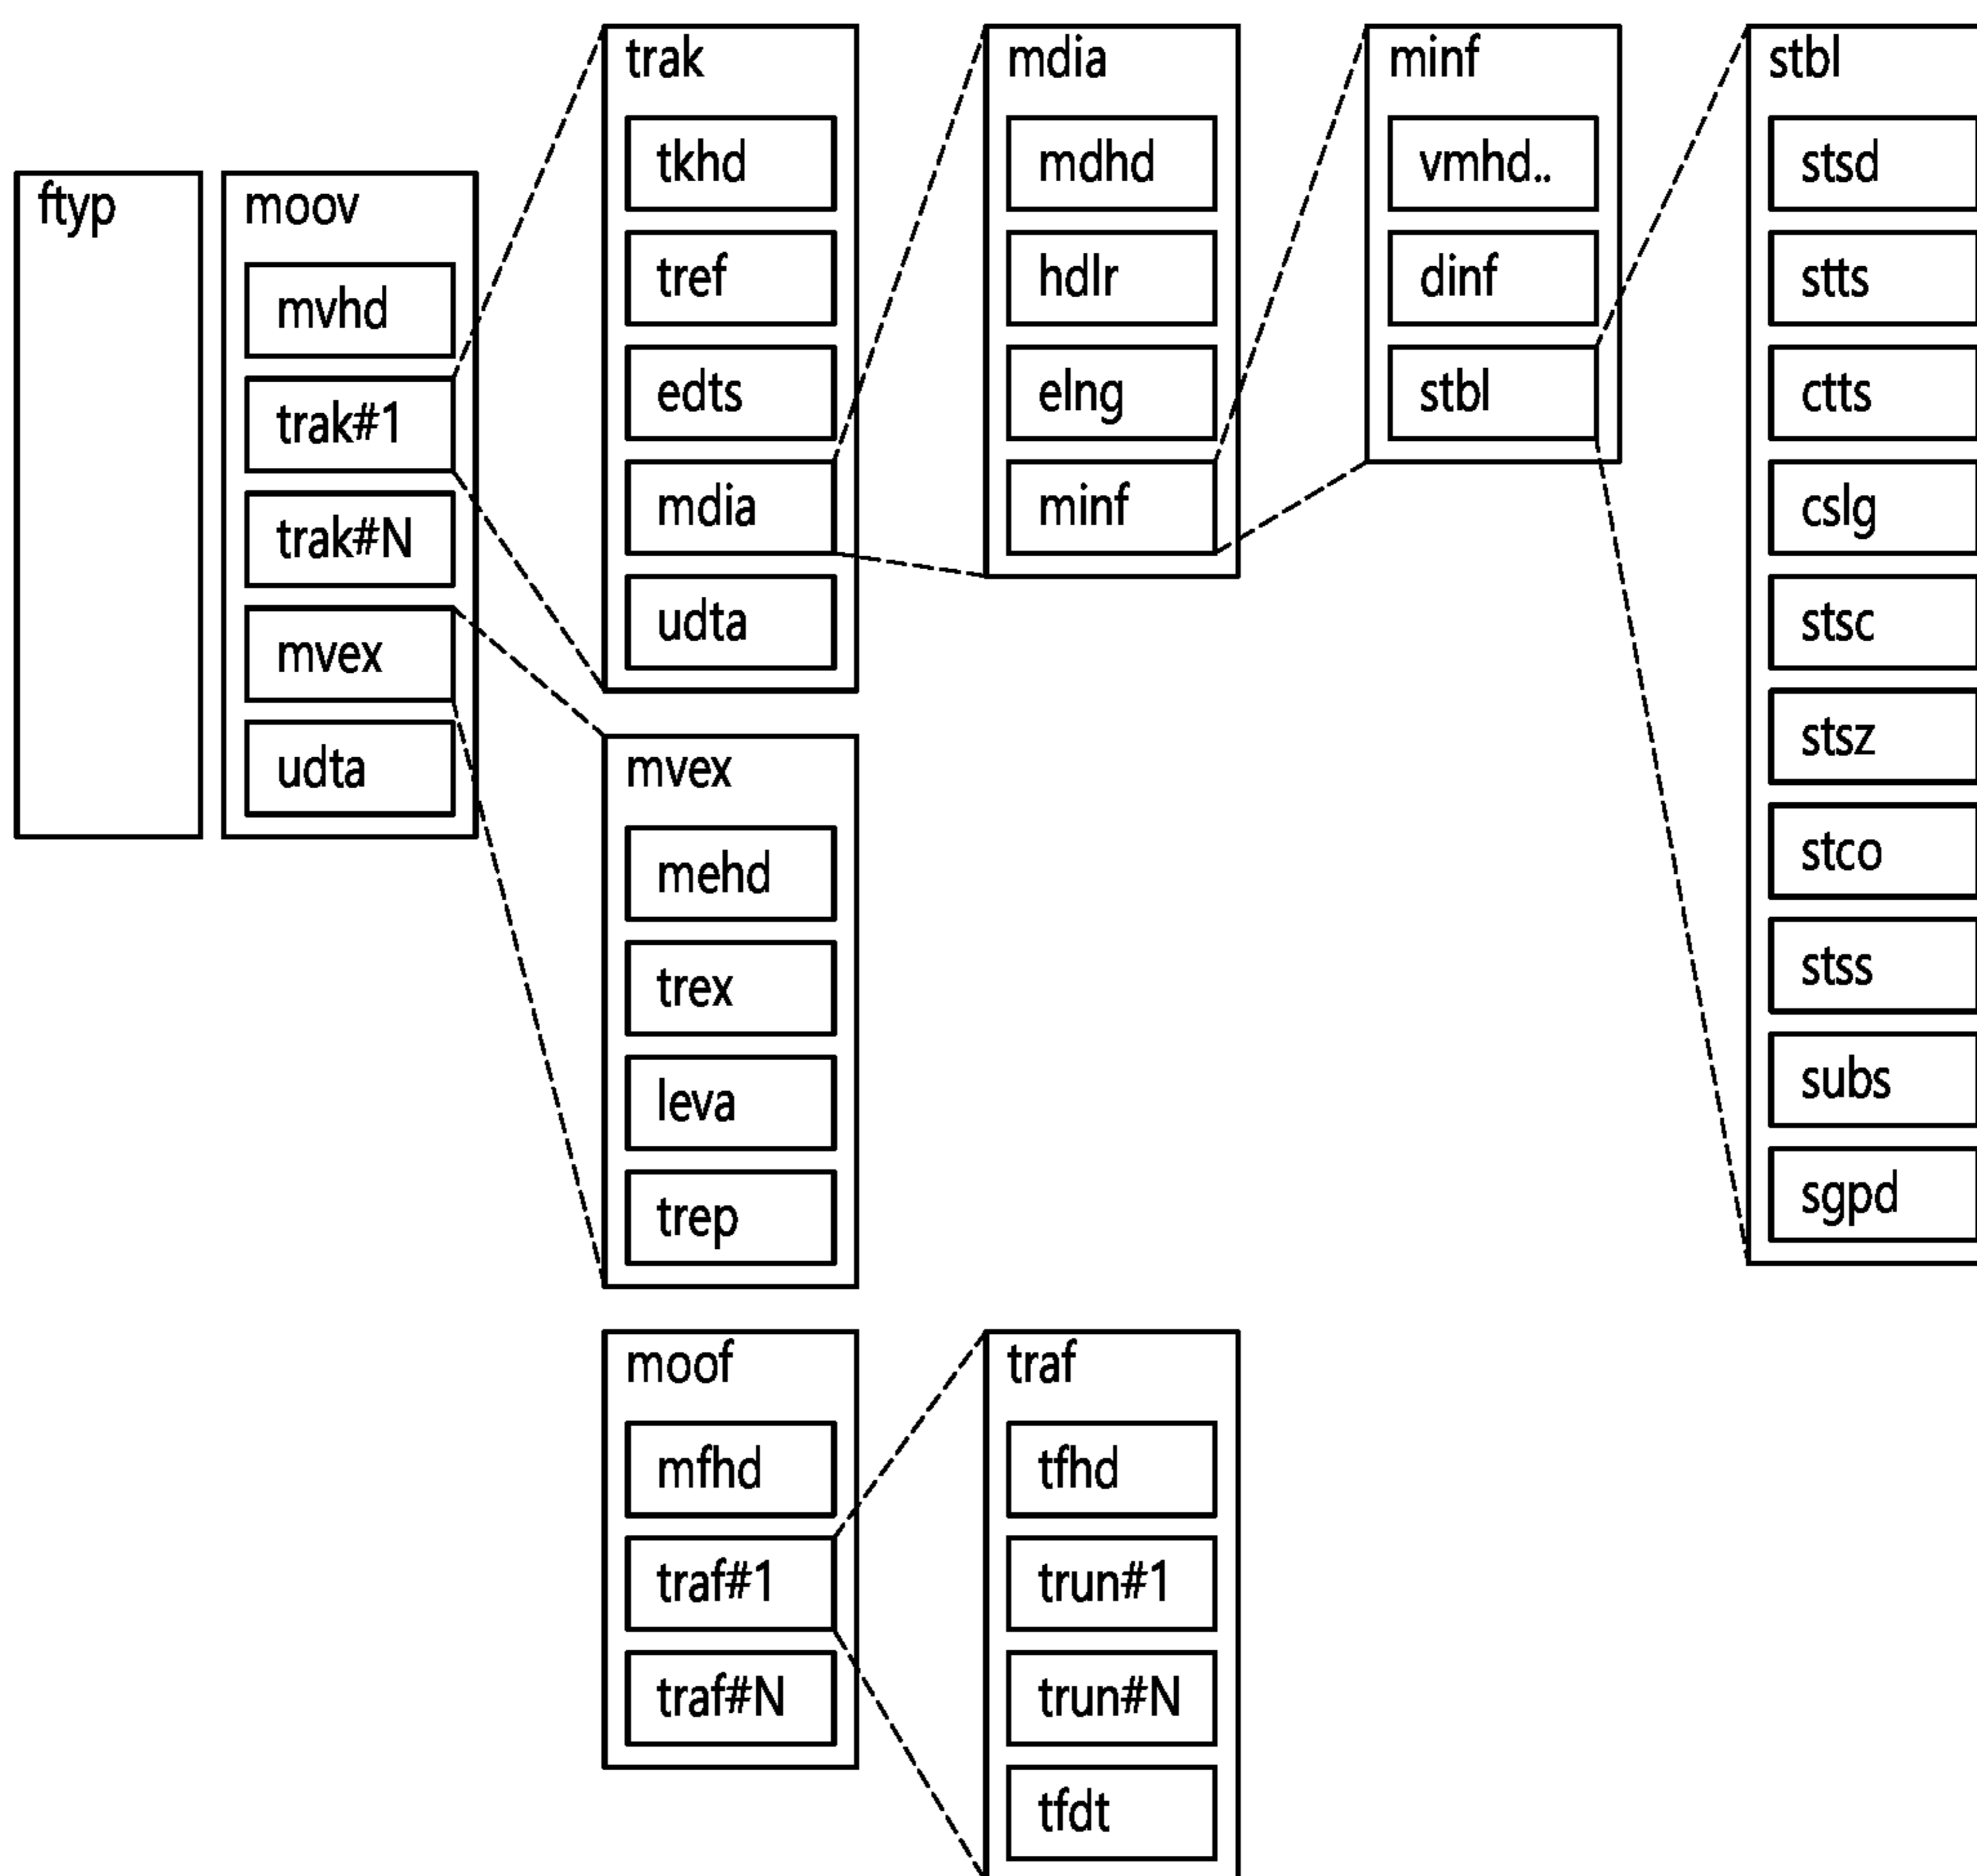 ftyp
moov
mvhd
trak#1
trak#N
mvex
udta
trak
tkhd
tref
edts
mdia
udta
mdia
mdhd
hdlr
elng
minf
minf
vmhd..
dinf
stbl
stbl
stsd
stts
ctts
cslg
stsc
stsz
stco
stss
subs
sgpd
mvex
mehd
trex
leva
trep
moof
mfhd
traf#1
traf#N
traf
tfhd
trun#1
trun#N
tfdt